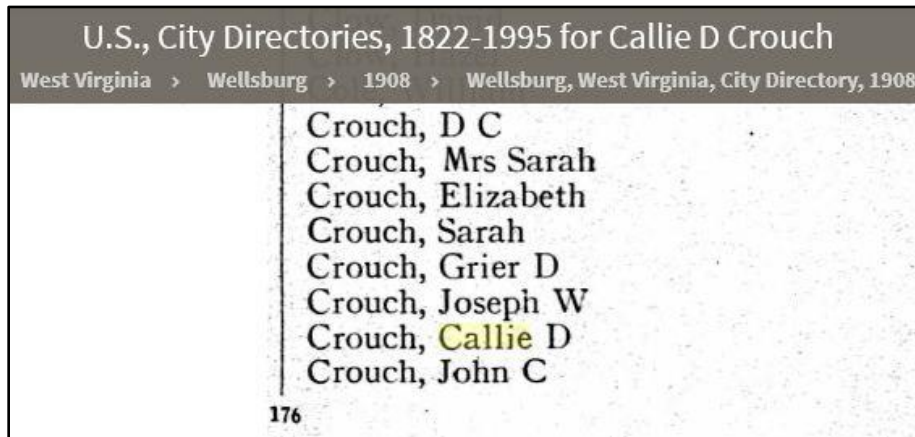 U.S., City Directories, 1822-1995 for Callie D Crouch
West Virginia > Wellsburg > 1908 > Wellsburg, West Virginia, City Directory, 1908
Crouch, D C
Crouch, Mrs Sarah
Crouch, Elizabeth
Crouch, Sarah
Crouch, Grier D
Crouch, Joseph W
Crouch, Callie D
Crouch, John C
176